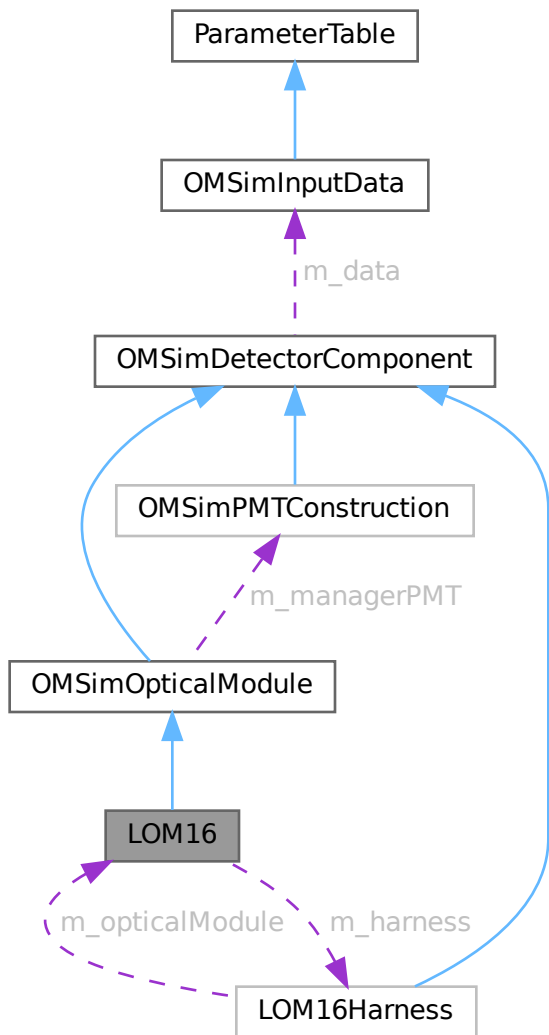 ParameterTable
OMSimInputData
m_data
OMSimDetectorComponent
OMSimPMTConstruction
m_managerPMT
OMSimOpticalModule
LOM16
m_opticalModule
m_harness
LOM16Harness